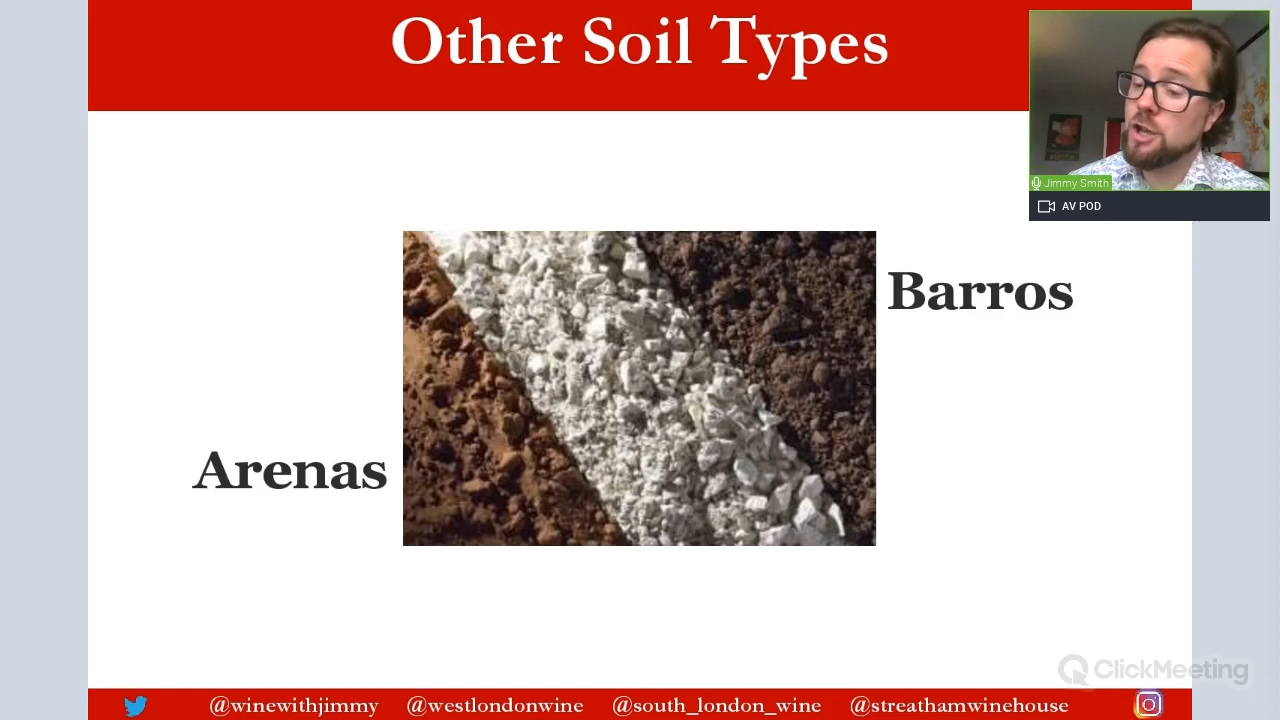 Other Soil Types
Jimmy Smith
AV POD
Barros
Arenas
ClickMeeting
@winewithjimmy @westlondonwine @south_london_wine @streathamwinehouse